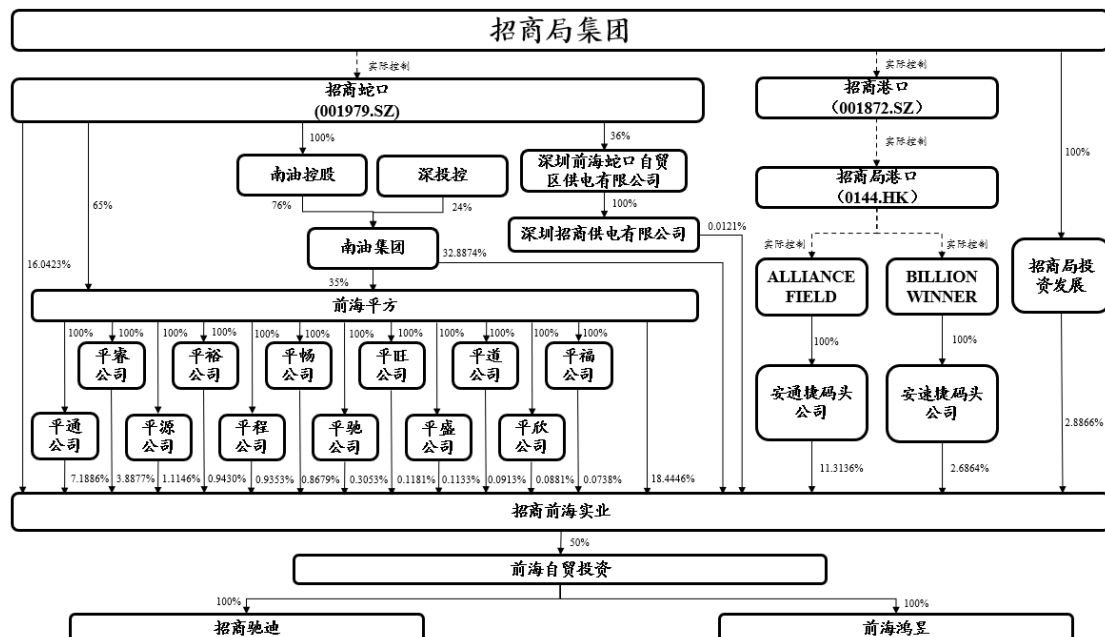 招商局集团
实际控制
实际控制
招商蛇口
(001979.SZ)
招商港口
（001872.SZ）
100%
36%
实际控制
100%
南油控股
深投控
深圳前海蛇口自贸
区供电有限公司
招商局港口
（0144.HK）
65%
76%
24%
100%
深圳招商供电有限公司
0.0121%
南油集团
32.8874%
实际控制
实际控制
16.0423%
35%
ALLIANCE
FIELD
BILLION
WINNER
招商局投
资发展
前海平方
100%
100%
100%
100%
100%
100%
100%
100%
100%
100%
100%
100%
100%
100%
平睿
公司
平裕
公司
平畅
公司
平旺
公司
平道
公司
平福
公司
安通捷码头
公司
安速捷码头
公司
平通
公司
平源
公司
平程
公司
平驰
公司
平盛
公司
平欣
公司
2.8866%
7.1886%
3.8877%
1.1146%
0.9430%
0.9353%
0.8679%
0.3053%
0.1181%
0.1133%
0.0913%
0.0881%
0.0738%
18.4446%
11.3136%
2.6864%
招商前海实业
50%
前海自贸投资
100%
100%
招商驰迪
前海鸿昱